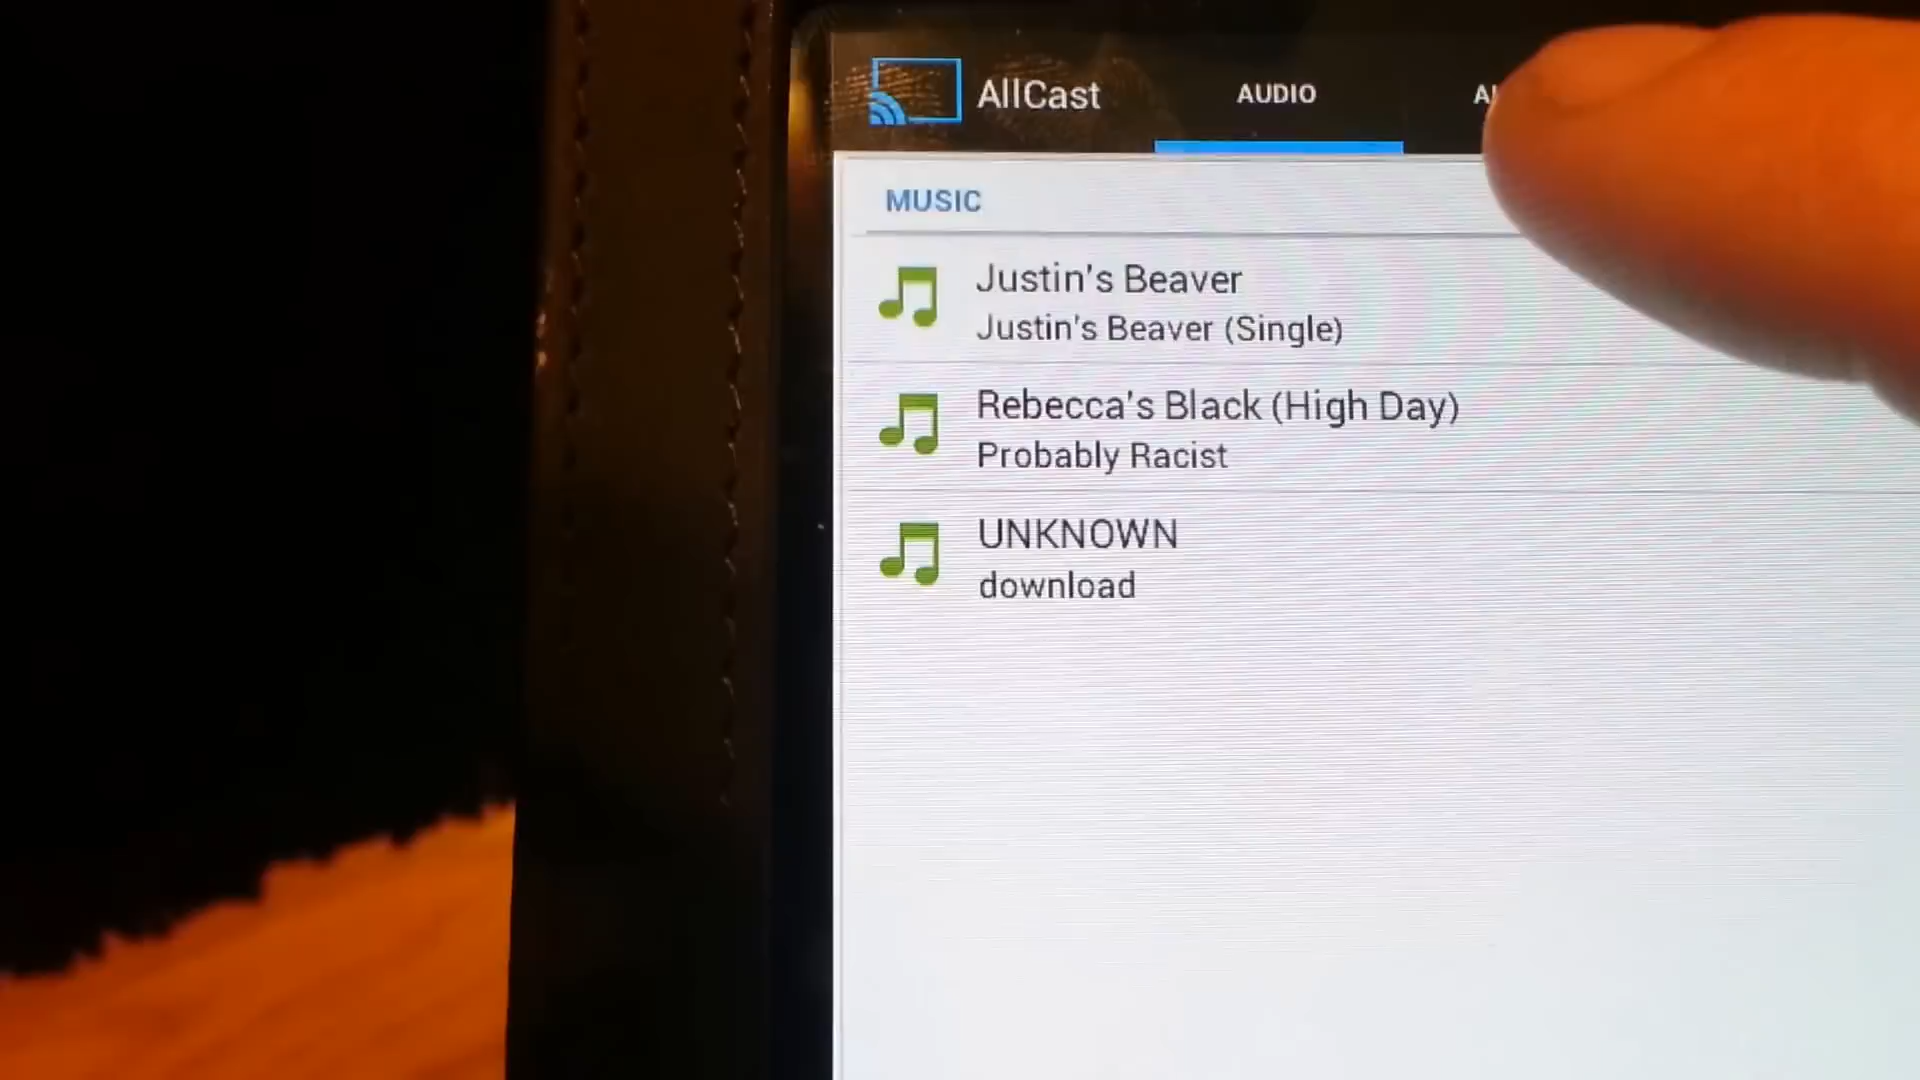 AllCast
AUDIO
MUSIC
Justin's Beaver
Justin's Beaver (Single)
Rebecca's Black (High Day)
Probably Racist
UNKNOWN
download